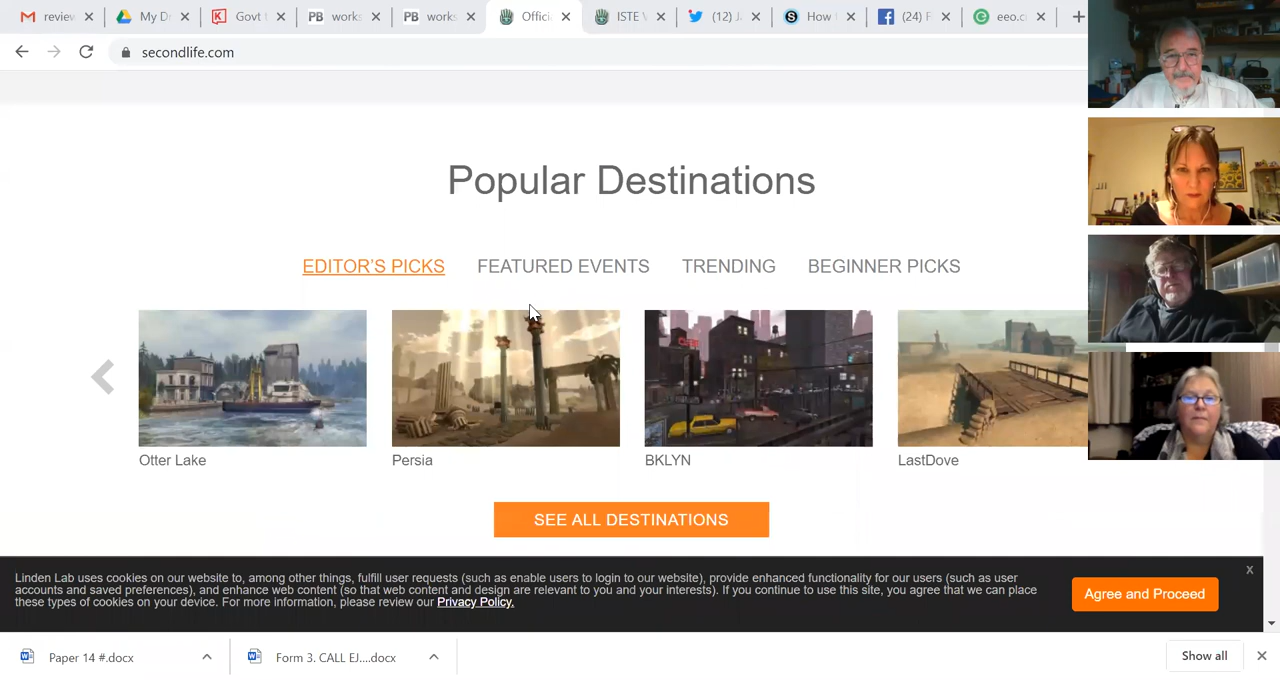 review
My Dr
Govt t
works
works
Offici
ISTE V
(12) J
How t
(24) F
eeo.c
secondlife.com
Popular Destinations
EDITOR'S PICKS FEATURED EVENTS TRENDING BEGINNER PICKS
Otter Lake Persia BKLYN LastDove
SEE ALL DESTINATIONS
Linden Lab uses cookies on our website to, among other things, fulfill user requests (such as enable users to login to our website), provide enhanced functionality for our users (such as user
accounts and saved preferences), and enhance web content (so that web content and design are relevant to you and your interests). If you continue to use this site, you agree that we can place
these types of cookies on your device. For more information, please review our Privacy Policy.
x
Agree and Proceed
Paper 14 #.docx
Form 3. CALL EJ....docx
Show all